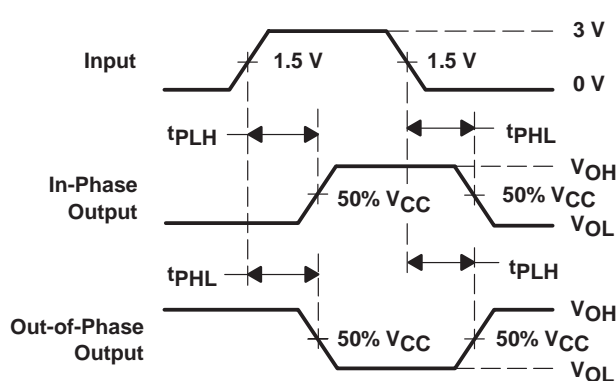 3 V
Input
1.5 V
1.5 V
0 V
tPLH
tPHL
In-Phase
Output
50% VCC
50% VCC
VOH
VOL
tPHL
tPLH
Out-of-Phase
Output
50% VCC
50% VCC
VOH
VOL